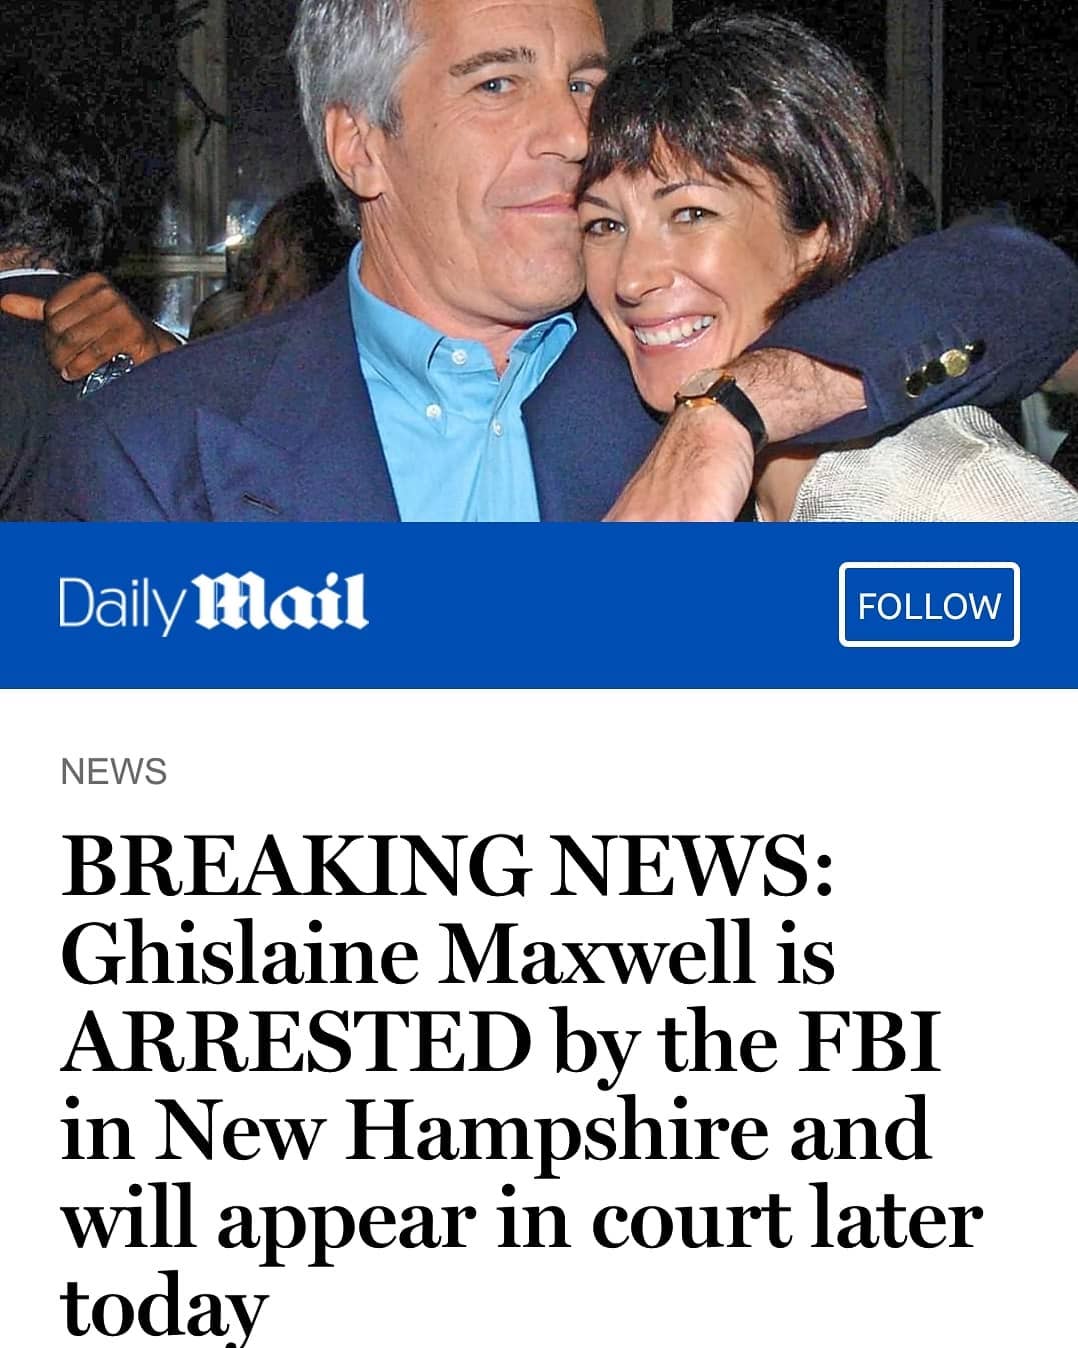 Daily Mail
FOLLOW
NEWS
BREAKING NEWS:
Ghislaine Maxwell is
ARRESTED by the FBI
in New Hampshire and
will appear in court later
today